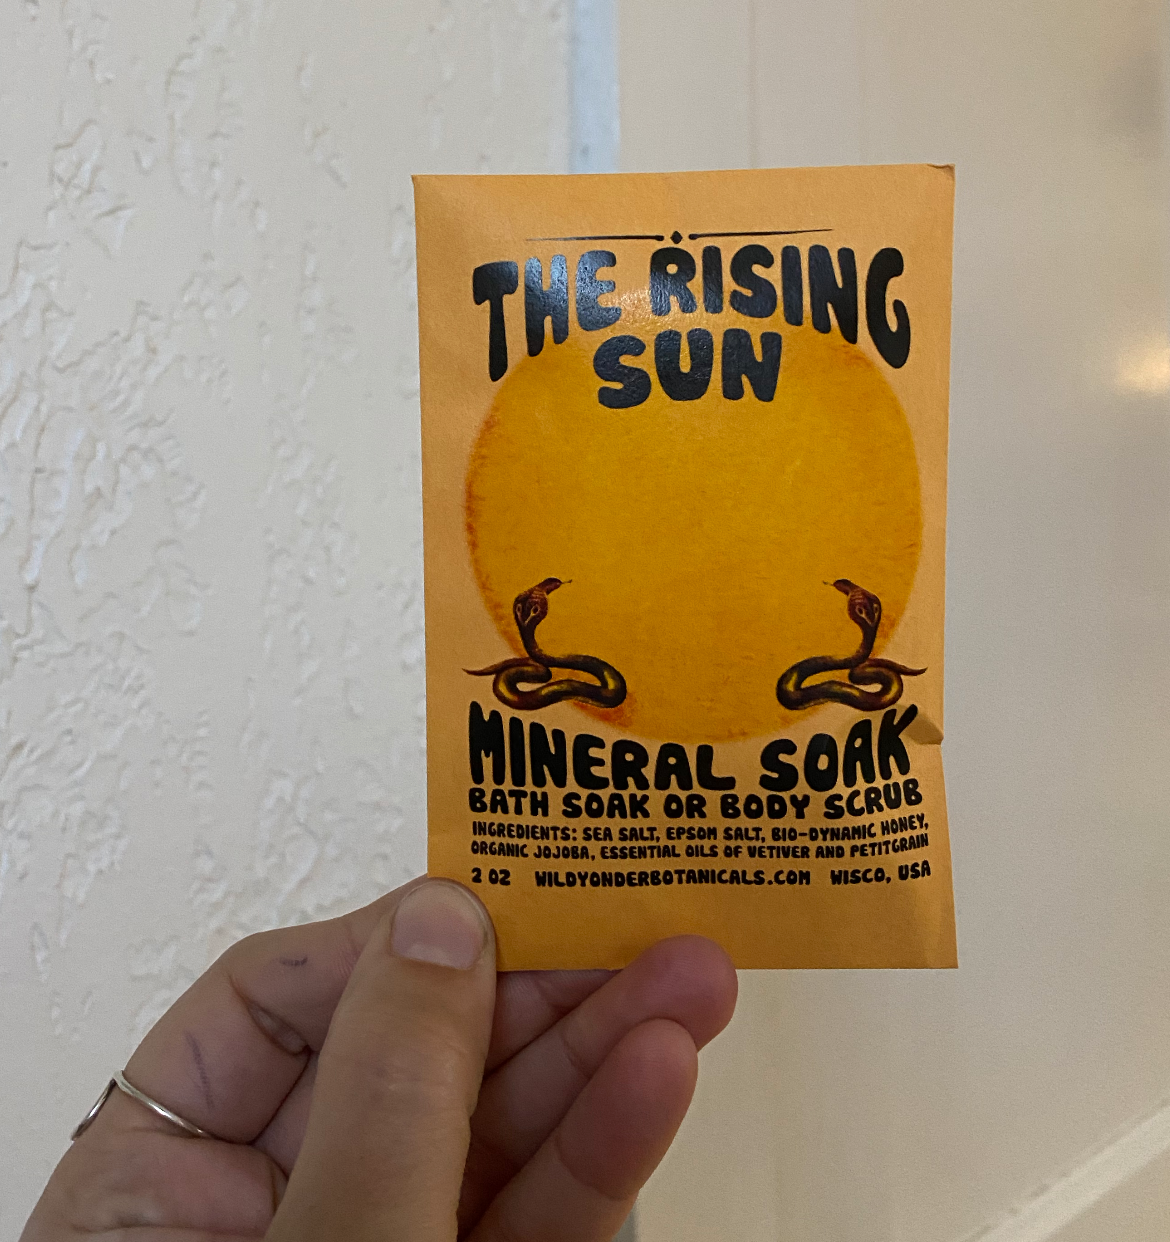 THE RISING
SUN
MINERAL SOAK
BATH SOAK OR BODY SCRUB
INGREDIENTS: SEA SALT, EPSOM SALT, BIO-DYNAMIC HONEY,
ORGANIC JOJOBA, ESSENTIAL OILS OF VETIVER AND PETITGRAIN
2 OZ WILDYONDERBOTANICALS.COM WISCO, USA